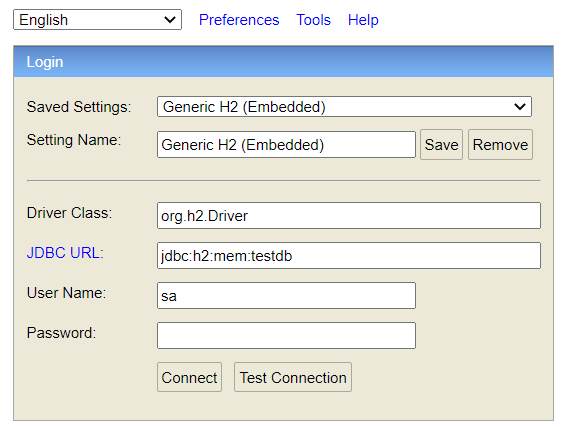 English Preferences Tools Help
Login
Saved Settings: Generic H2 (Embedded)
Setting Name: Generic H2 (Embedded) Save Remove
Driver Class: org.h2.Driver
JDBC URL: jdbc:h2:mem:testdb
User Name: sa
Password:
Connect Test Connection